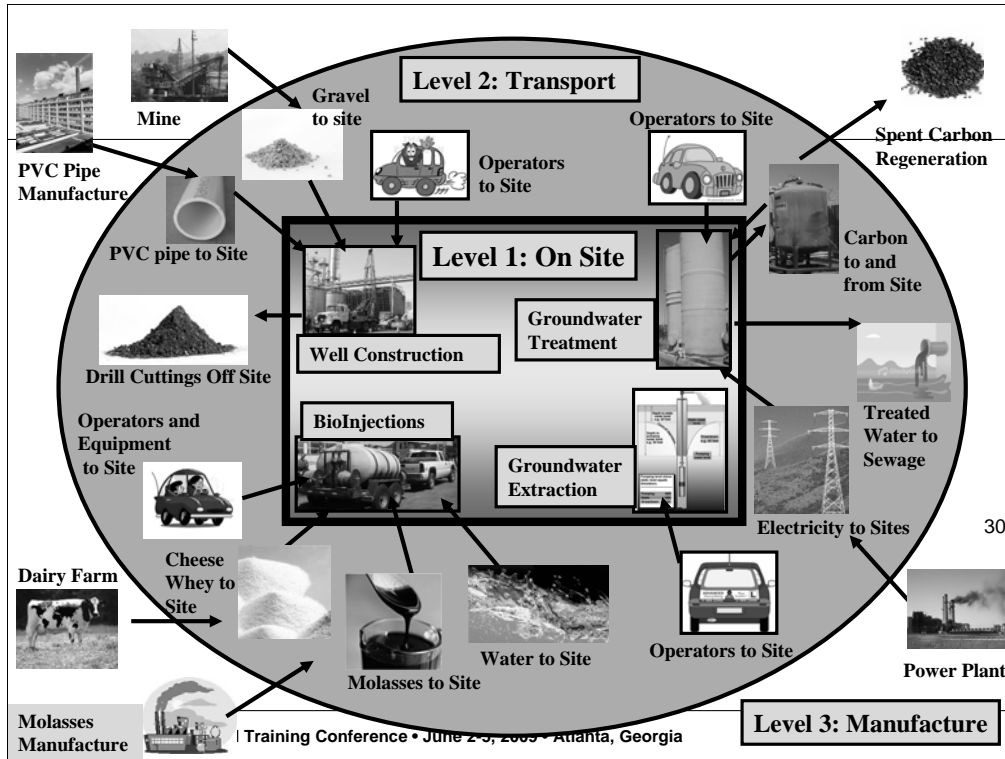 Level 2: Transport
Mine
Gravel
to site
Operators to Site
Operators
to Site
Spent Carbon
Regeneration
PVC Pipe
Manufacture
PVC pipe to Site
Level 1: On Site
Carbon
to and
from Site
Groundwater
Treatment
Well Construction
Drill Cuttings Off Site
Treated
Water to
Sewage
Operators and
Equipment
to Site
BioInjections
Groundwater
Extraction
Electricity to Sites
30
Cheese
Whey to
Site
Dairy Farm
Water to Site
Operators to Site
Molasses to Site
Power Plant
Molasses
Manufacture
Level 3: Manufacture
Training Conference • June 2-5, 2009 • Atlanta, Georgia